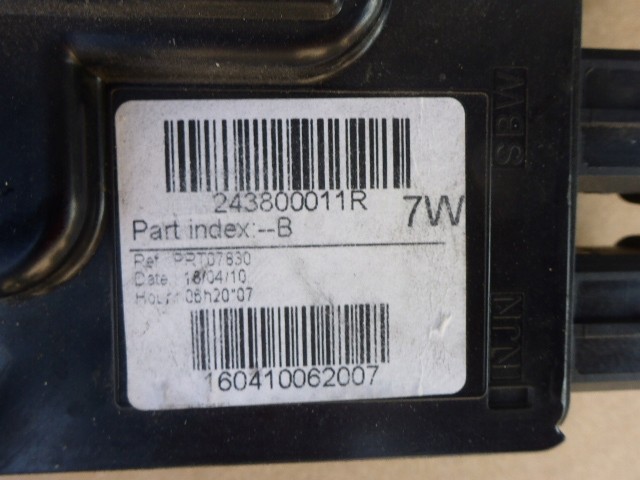 243800011R
7W
Part index:--B
Ref : PRT07830
Date : 16/04/10
Hour : 06h20'07
160410062007